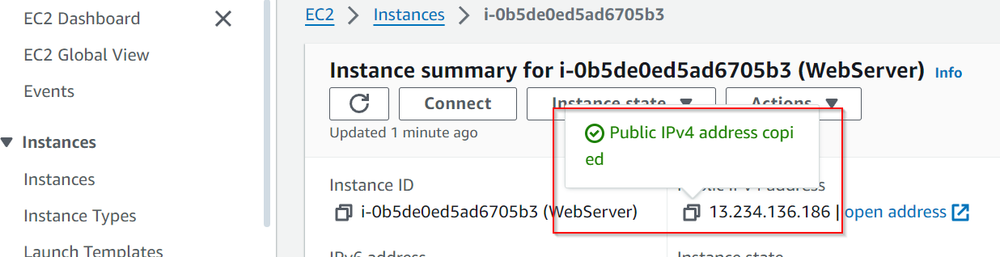 EC2 Dashboard
EC2 Global View
Events
Instances
Instances
Instance Types
Launch Templates
EC2 > Instances > i-0b5de0ed5ad6705b3
Instance summary for i-0b5de0ed5ad6705b3 (WebServer) Info
Connect Instance state Actions
Updated 1 minute ago
Public IPv4 address copi
ed
Instance ID
Public IPv4 address
i-0b5de0ed5ad6705b3 (WebServer)
13.234.136.186 | open address
IPv6 address
Instance state